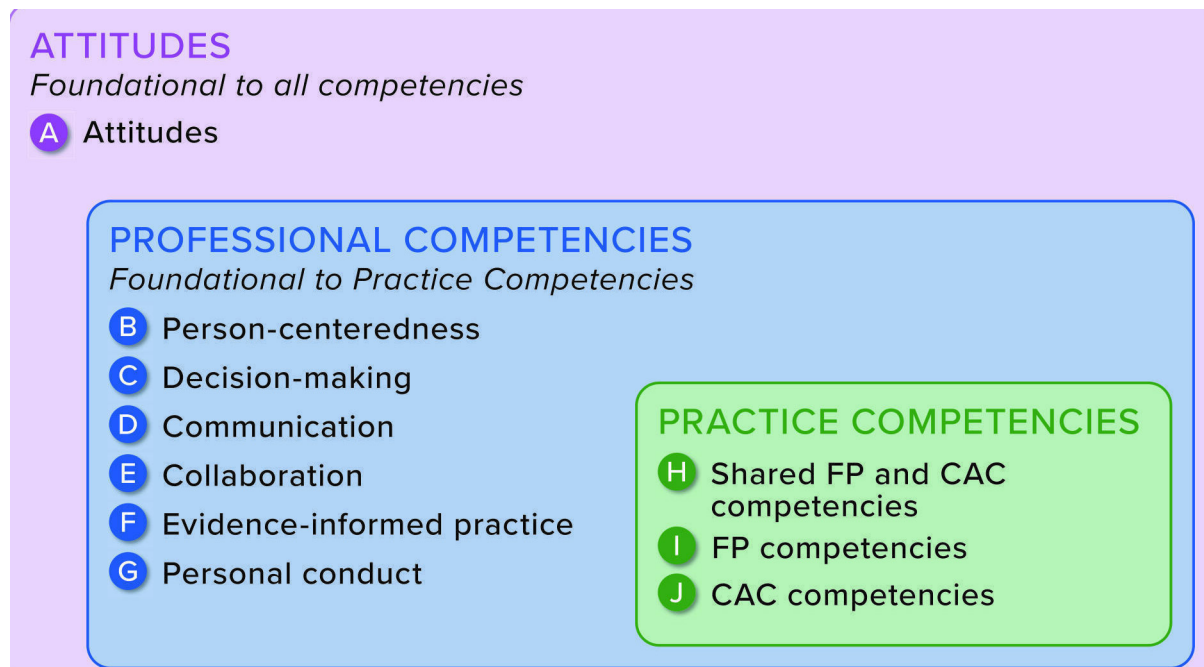 ATTITUDES
Foundational to all competencies
A Attitudes
PROFESSIONAL COMPETENCIES
Foundational to Practice Competencies
B Person-centeredness
C Decision-making
D Communication
E Collaboration
F Evidence-informed practice
G Personal conduct
PRACTICE COMPETENCIES
H Shared FP and CAC
competencies
I FP competencies
J CAC competencies